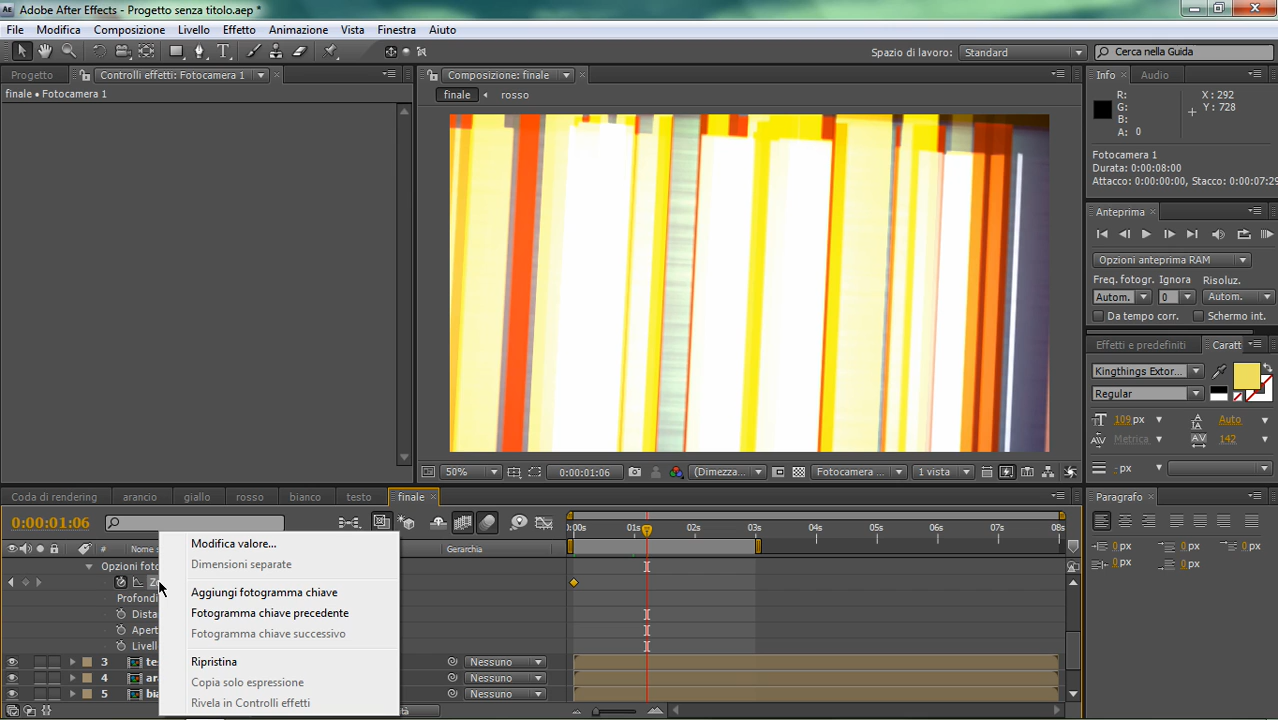 Adobe After Effects - Progetto senza titolo.aep *
File Modifica Composizione Livello Effetto Animazione Vista Finestra Aiuto
Spazio di lavoro: Standard Cerca nella Guida
Progetto Controlli effetti: Fotocamera 1 Composizione: finale Info Audio
finale • Fotocamera 1
finale rosso
R: X : 292
G: Y : 728
B:
A: 0
Fotocamera 1
Durata: 0:00:08:00
Attacco: 0:00:00:00, Stacco: 0:00:07:29
Anteprima
Opzioni anteprima RAM
Freq. fotogr. Ignora Risoluz.
Autom. 0 Autom.
Da tempo corr. Schermo int.
Effetti e predefiniti Caratt
Kingthings Extor...
Regular
109 px Auto
Metrica... 142
- px
50% 0:00:01:06 (Dimezza... Fotocamera ... 1 vista
Coda di rendering arancio giallo rosso bianco testo finale
Paragrafo
0:00:01:06
0:00s 01s 02s 03s 04s 05s 06s 07s 08s
# Nome s Gerarchia
0 px 0 px 0 px
0 px 0 px
Opzioni foto
Z
Profondi
Dista
Apert
Livell
3 te Nessuno
4 ara Nessuno
5 bia Nessuno
Modifica valore...
Dimensioni separate
Aggiungi fotogramma chiave
Fotogramma chiave precedente
Fotogramma chiave successivo
Ripristina
Copia solo espressione
Rivela in Controlli effetti